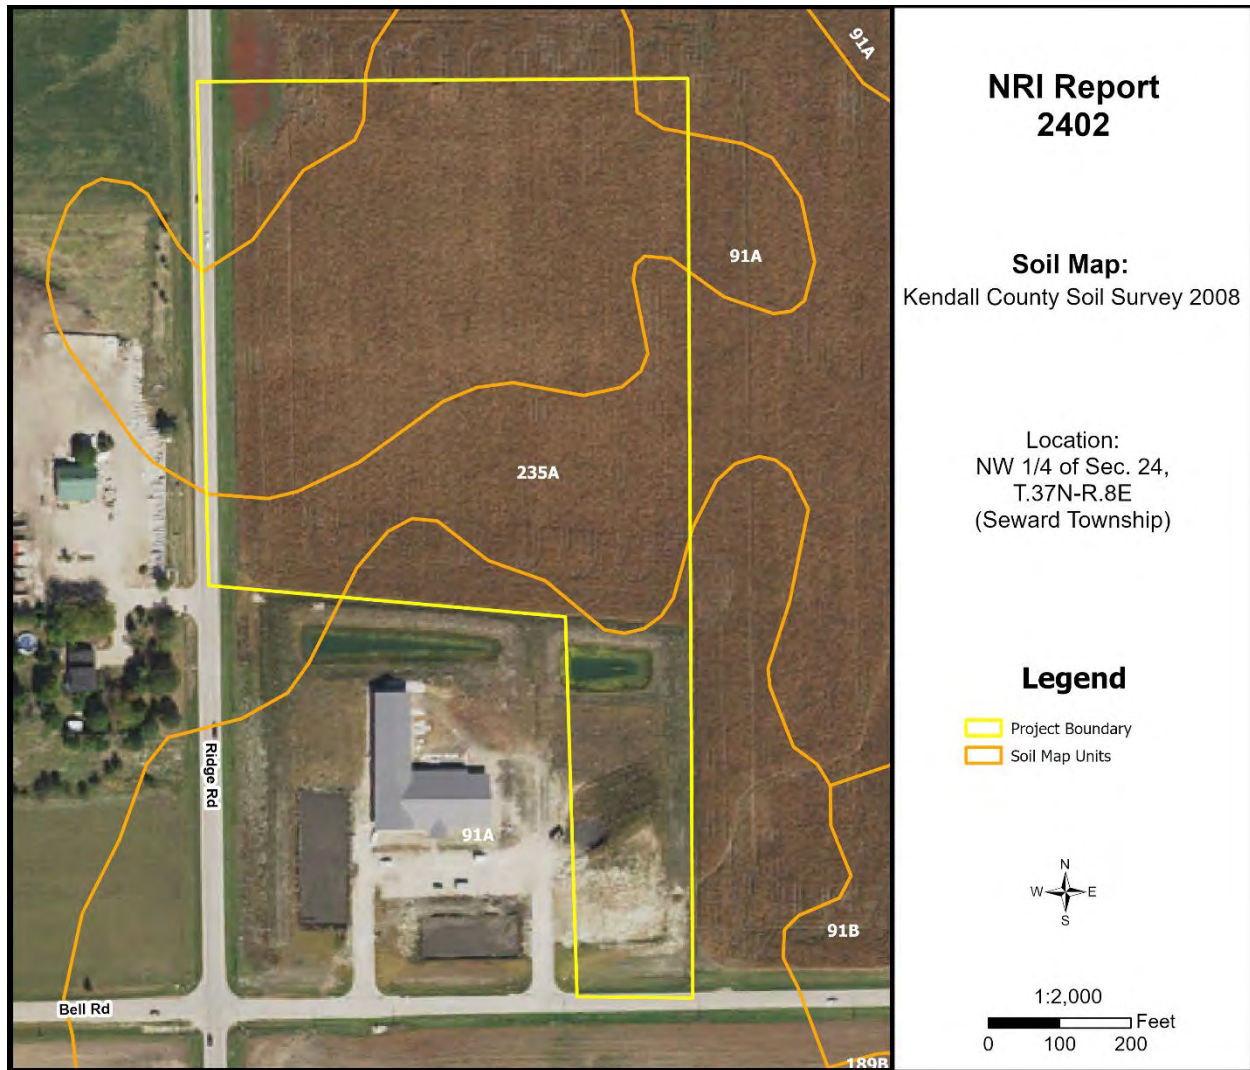 91A
91A
235A
91A
91B
189B
Ridge Rd
Bell Rd
NRI Report
2402
Soil Map:
Kendall County Soil Survey 2008
Location:
NW 1/4 of Sec. 24,
T.37N-R.8E
(Seward Township)
Legend
Project Boundary
Soil Map Units
N
W E
S
1:2,000
Feet
0 100 200